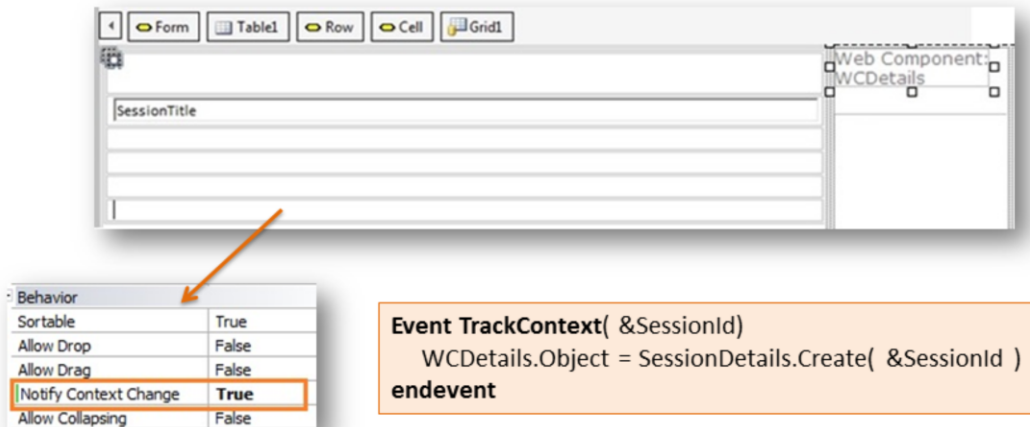 Form Table1 Row Cell Grid1
Web Component:
WCDetails
SessionTitle
Behavior
Sortable True
Allow Drop False
Allow Drag False
Notify Context Change True
Allow Collapsing False
Event TrackContext( &SessionId)
WCDetails.Object = SessionDetails.Create( &SessionId )
endevent